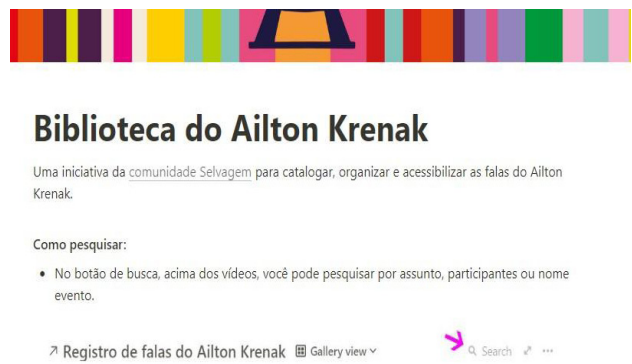 Biblioteca do Ailton Krenak
Uma iniciativa da comunidade Selvagem para catalogar, organizar e acessibilizar as falas do Ailton
Krenak.
Como pesquisar:
• No botão de busca, acima dos vídeos, você pode pesquisar por assunto, participantes ou nome
evento.
↗ Registro de falas do Ailton Krenak Gallery view Search ...